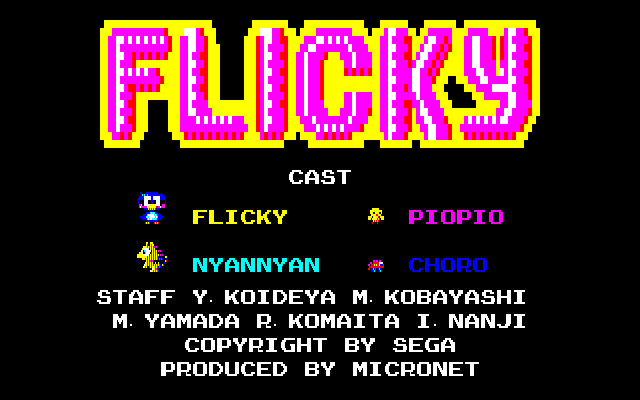 FLICKY
CAST
FLICKY PIOPIO
NYANNYAN CHORO
STAFF Y. KOIDEYA M. KOBAYASHI
M. YAMADA R. KOMAITA I. NANJI
COPYRIGHT BY SEGA
PRODUCED BY MICRONET